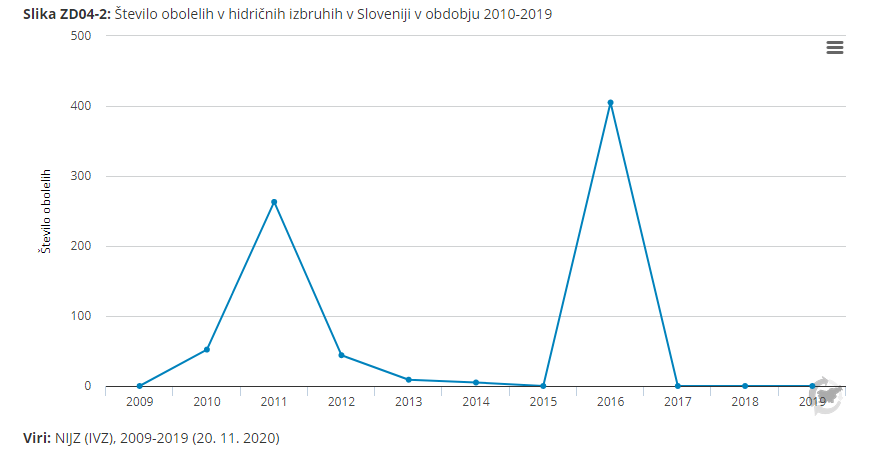 Slika ZD04-2: Število obolelih v hidričnih izbruhih v Sloveniji v obdobju 2010-2019
500
400
300
200
100
0
Število obolelih
2009 2010 2011 2012 2013 2014 2015 2016 2017 2018 2019
Viri: NIJZ (IVZ), 2009-2019 (20. 11. 2020)